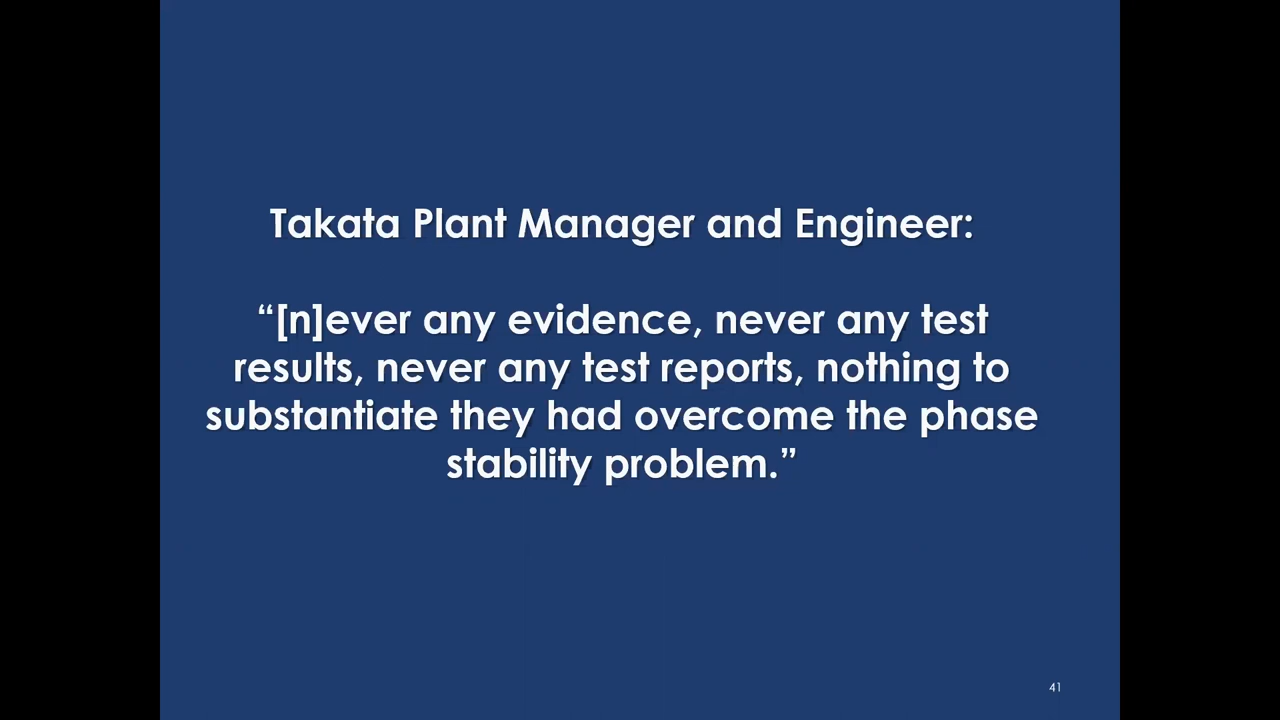 Takata Plant Manager and Engineer:
“[n]ever any evidence, never any test
results, never any test reports, nothing to
substantiate they had overcome the phase
stability problem.”
41